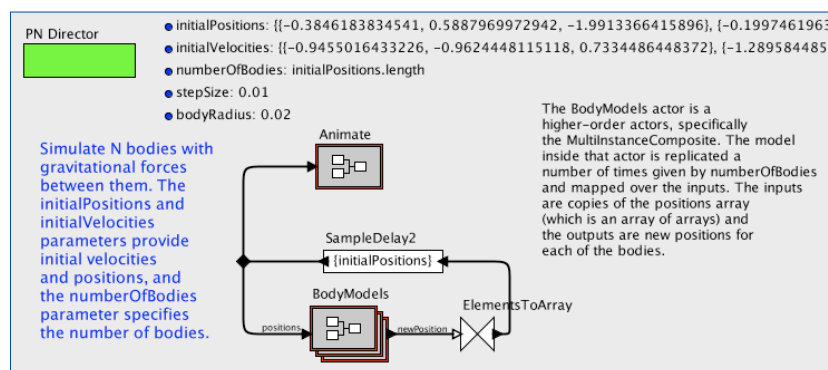 PN Director
initialPositions: {{-0.3846183834541, 0.5887969972942, -1.9913366415896}, {-0.1997461963
initialVelocities: {{-0.9455016433226, -0.9624448115118, 0.7334486448372}, {-1.289584485
numberOfBodies: initialPositions.length
stepSize: 0.01
bodyRadius: 0.02
Simulate N bodies with
gravitational forces
between them. The
initialPositions and
initialVelocities
parameters provide
initial velocities
and positions, and
the numberOfBodies
parameter specifies
the number of bodies.
Animate
The BodyModels actor is a
higher-order actors, specifically
the MultiInstanceComposite. The model
inside that actor is replicated a
number of times given by numberOfBodies
and mapped over the inputs. The inputs
are copies of the positions array
(which is an array of arrays) and
the outputs are new positions for
each of the bodies.
SampleDelay2
{initialPositions}
BodyModels
ElementsToArray
positions
newPosition